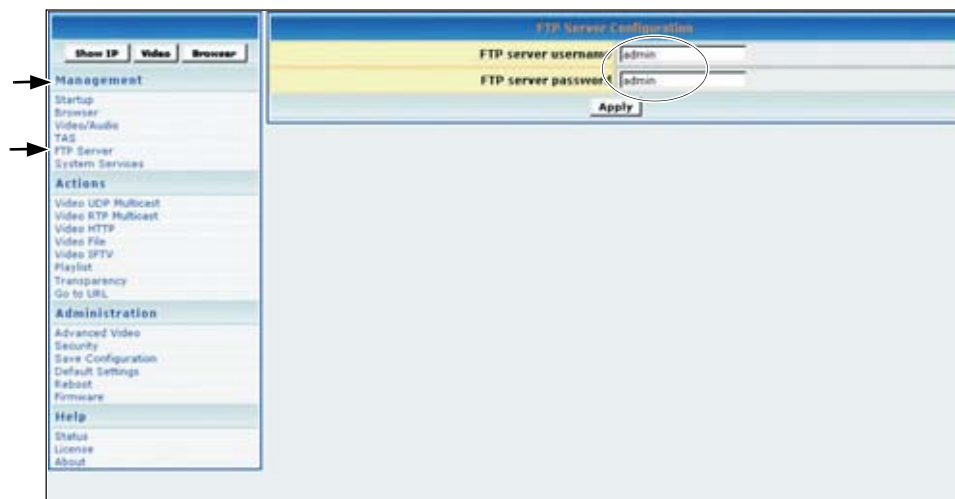 FTP Server Configuration
Show IP Video Browser
FTP server username admin
FTP server password admin
Apply
Management
Startup
Browser
Video/Audio
TAS
FTP Server
System Services
Actions
Video UDP Multicast
Video RTP Multicast
Video HTTP
Video File
Video IPTV
Playlist
Transparency
Go to URL
Administration
Advanced Video
Security
Save Configuration
Default Settings
Reboot
Firmware
Help
Status
License
About